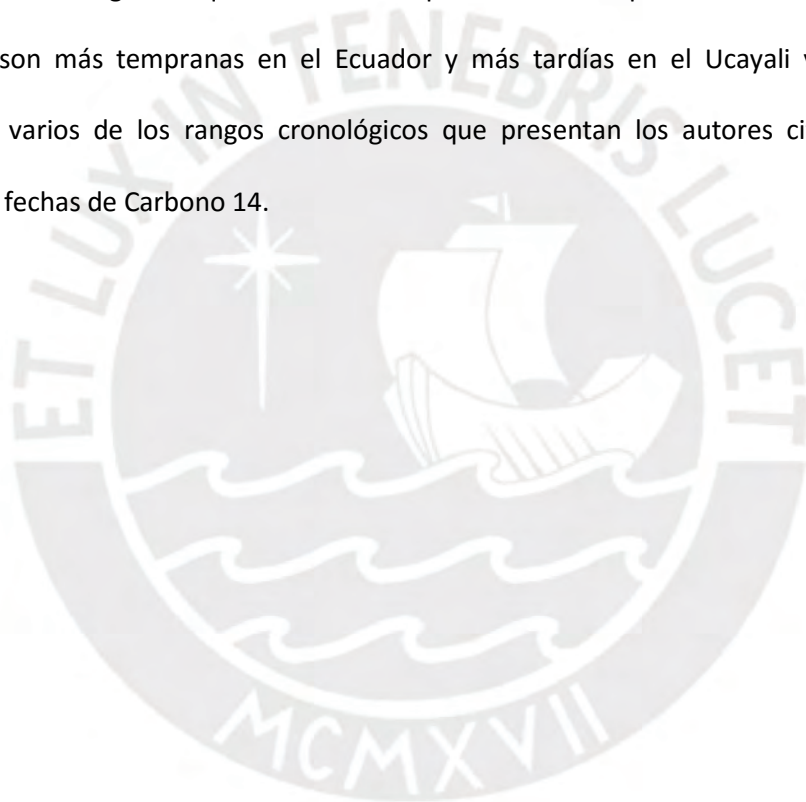 son más tempranas en el Ecuador y más tardías en el Ucayali
varios de los rangos cronológicos que presentan los autores
fechas de Carbono 14.
ET LUX IN TENEBRIS LUCET
MCMXVII